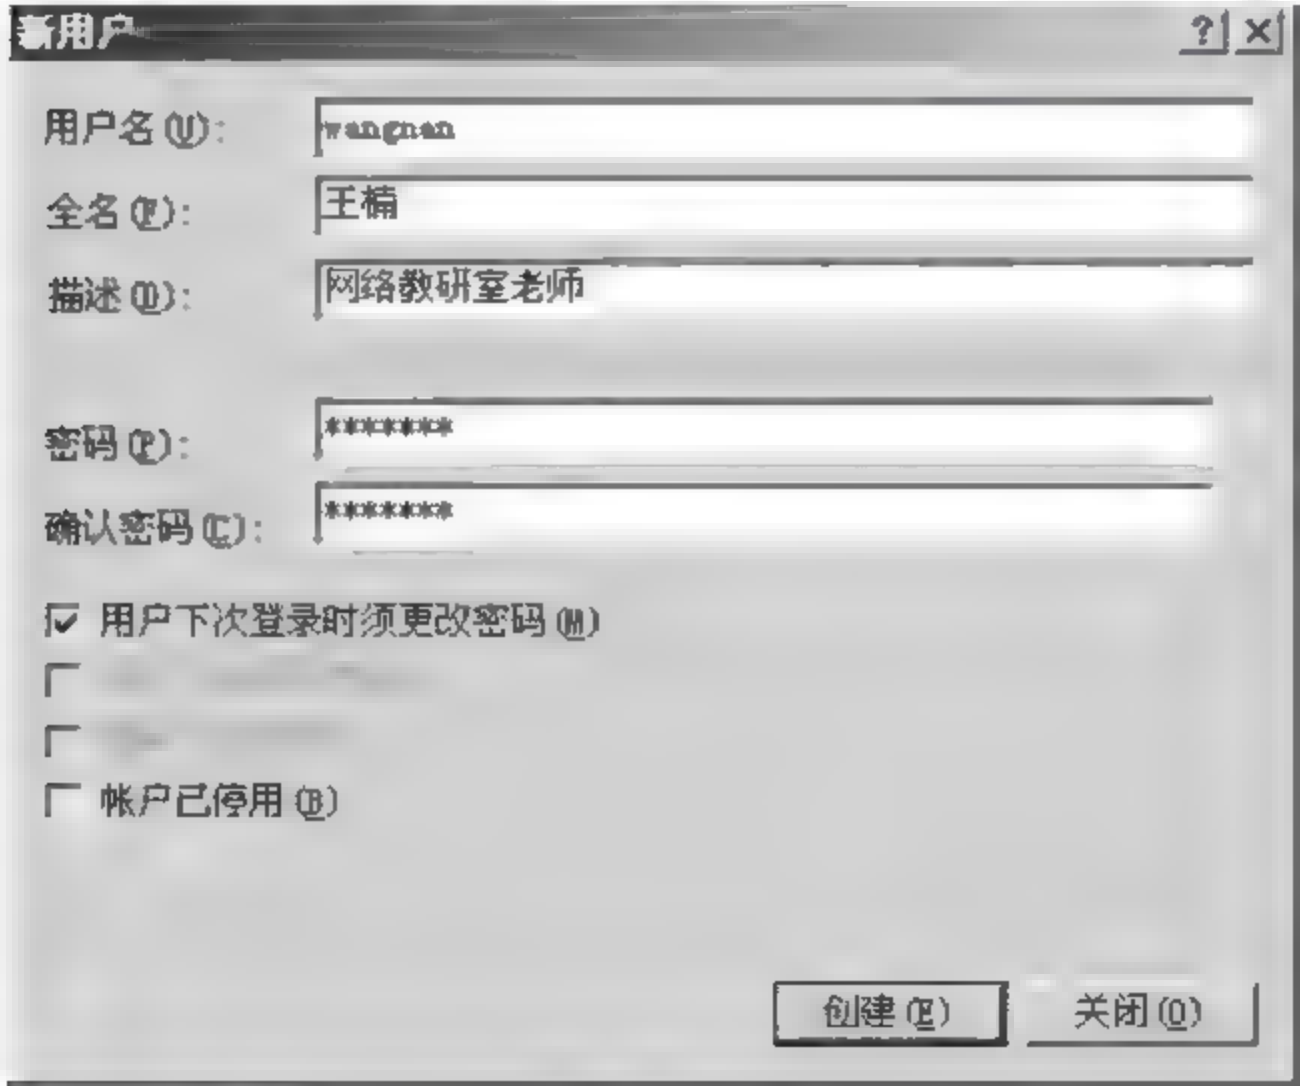 新用户
用户名(U): wangnan
全名(F): 王楠
描述(D): 网络教研室老师
密码(P): *******
确认密码(C): *******
用户下次登录时须更改密码(M)
帐户已停用(B)
创建(E) 关闭(O)